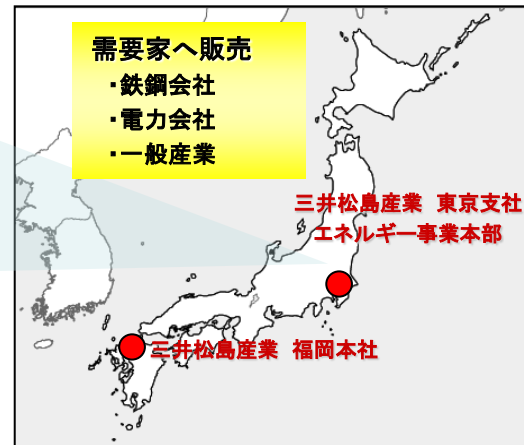 需要家へ販売
・鉄鋼会社
・電力会社
・一般産業
三井松島産業 東京支社
エネルギー事業本部
三井松島産業 福岡本社